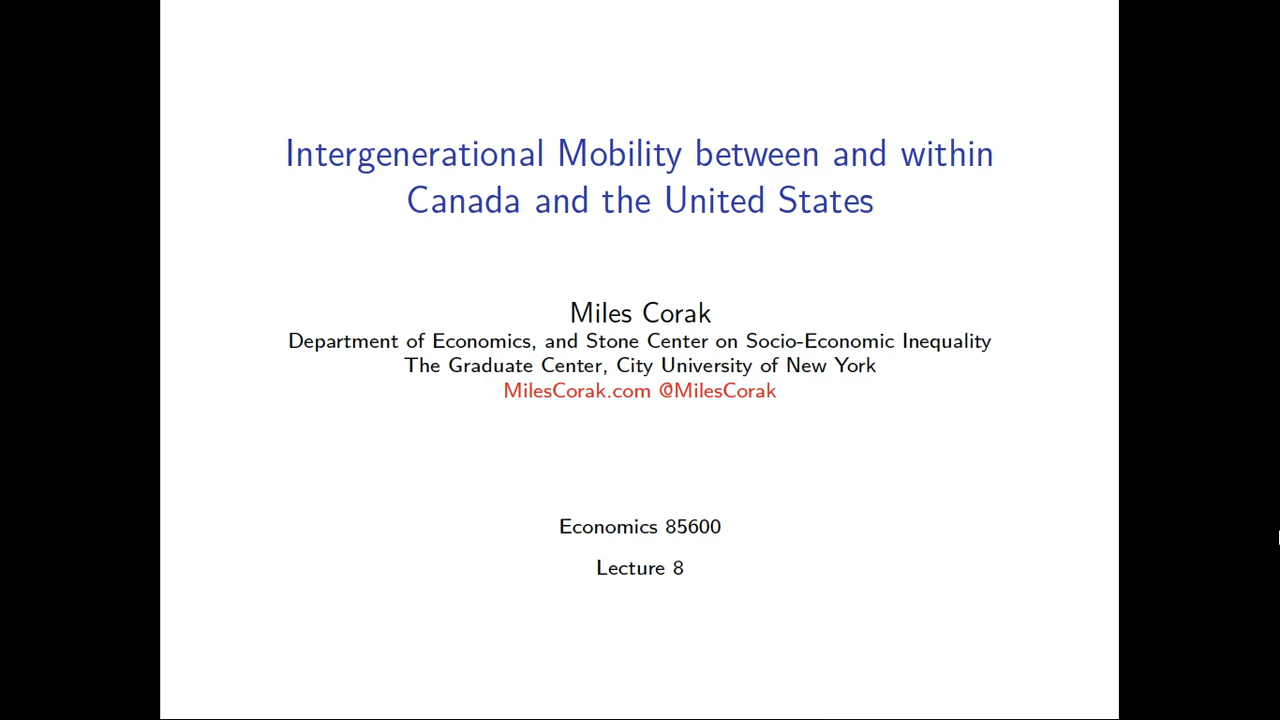 Intergenerational Mobility between and within
Canada and the United States
Miles Corak
Department of Economics, and Stone Center on Socio-Economic Inequality
The Graduate Center, City University of New York
MilesCorak.com @MilesCorak
Economics 85600
Lecture 8